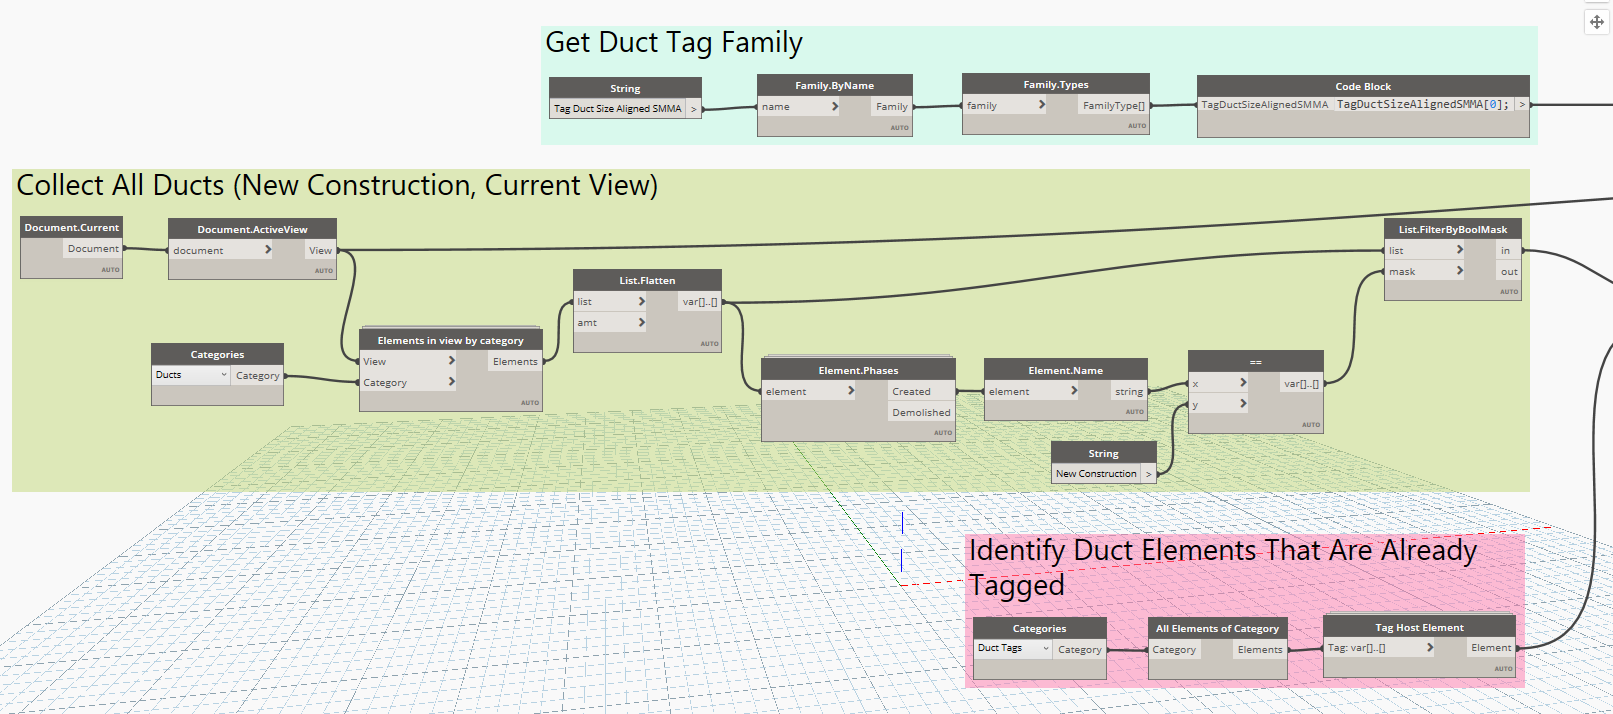 Get Duct Tag Family
String
Tag Duct Size Aligned SMMA >
Family.ByName
name > Family
AUTO
Family.Types
family > FamilyType[]
AUTO
Code Block
TagDuctSizeAlignedSMMA TagDuctSizeAlignedSMMA[0]; >
Collect All Ducts (New Construction, Current View)
Document.Current
Document
AUTO
Document.ActiveView
document > View
AUTO
Categories
Ducts Category
Elements in view by category
View > Elements
Category >
AUTO
List.Flatten
list > var[]..[]
amt >
AUTO
Element.Phases
element > Created
Demolished
AUTO
Element.Name
element > string
AUTO
String
New Construction >
==
x > var[]..[]
y >
AUTO
List.FilterByBoolMask
list > in
mask > out
AUTO
Identify Duct Elements That Are Already
Tagged
Categories
Duct Tags Category
All Elements of Category
Category Elements
Tag Host Element
Tag: var[]..[] > Element
AUTO